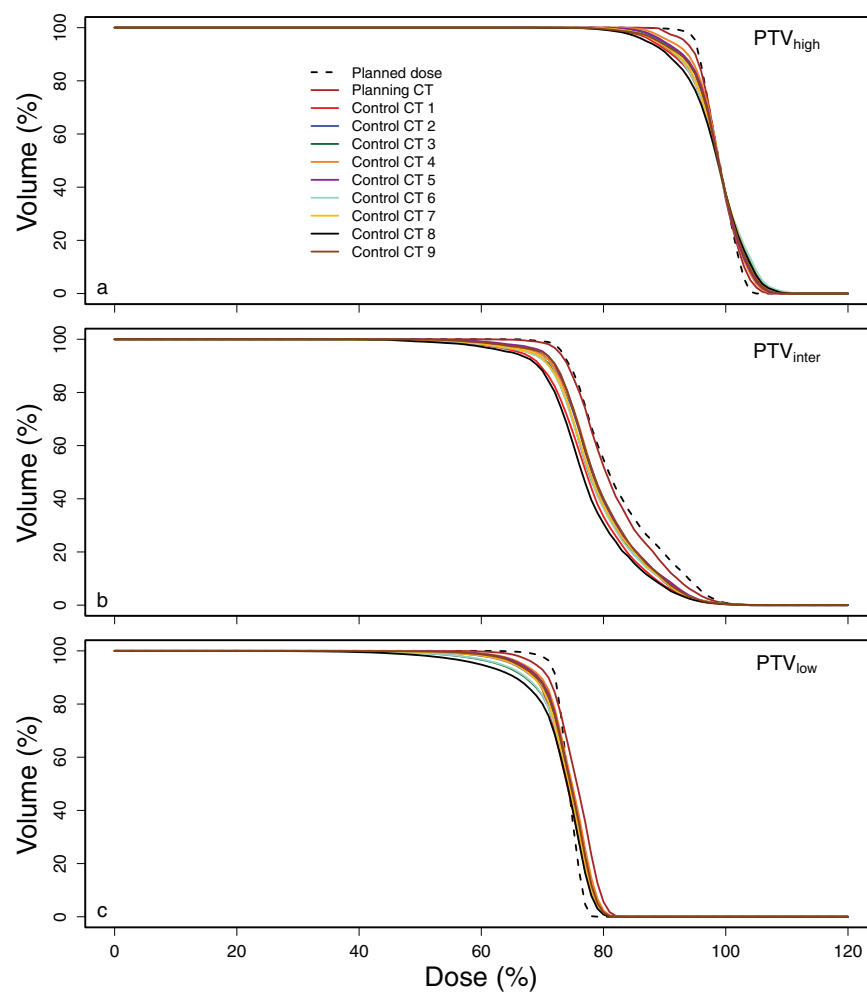 PTVhigh
Planned dose
Planning CT
Control CT 1
Control CT 2
Control CT 3
Control CT 4
Control CT 5
Control CT 6
Control CT 7
Control CT 8
Control CT 9
Volume (%)
100
80
60
40
20
0
a
PTVinter
Volume (%)
100
80
60
40
20
0
b
PTVlow
Volume (%)
100
80
60
40
20
0
c
0 20 40 60 80 100 120
Dose (%)